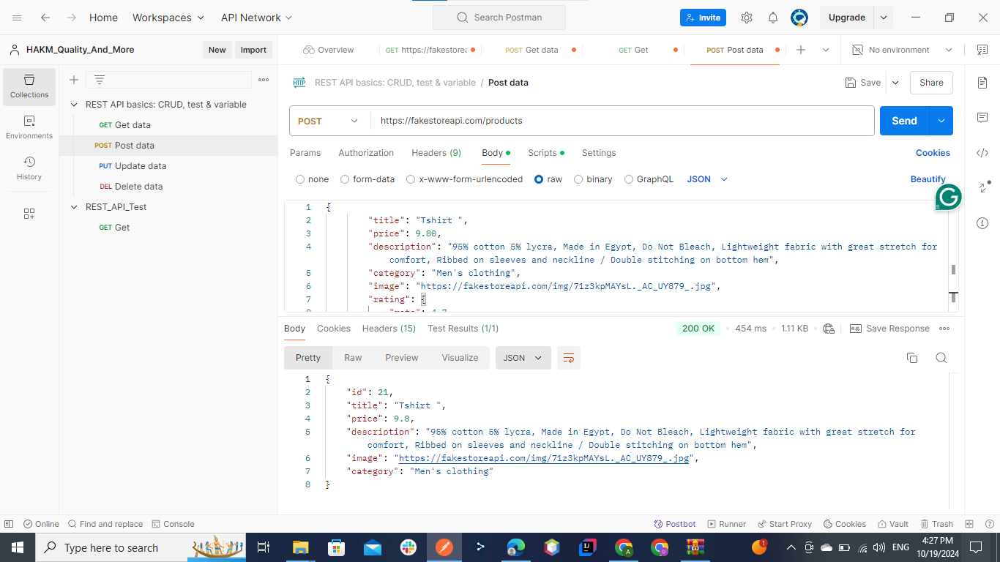 Home Workspaces API Network Search Postman Invite Upgrade
HAKM_Quality_And_More New Import
Overview GET https://fakestorea POST Get data GET Get POST Post data No environment
Collections
Environments
History
REST API basics: CRUD, test & variable
GET Get data
POST Post data
PUT Update data
DEL Delete data
REST_API_Test
GET Get
HTTP REST API basics: CRUD, test & variable / Post data Save Share
POST https://fakestoreapi.com/products Send
Params Authorization Headers (9) Body Scripts Settings Cookies
none form-data x-www-form-urlencoded raw binary GraphQL JSON Beautify
1 {
2 "title": "Tshirt ",
3 "price": 9.80,
4 "description": "95% cotton 5% lycra, Made in Egypt, Do Not Bleach, Lightweight fabric with great stretch for
comfort, Ribbed on sleeves and neckline / Double stitching on bottom hem",
5 "category": "Men's clothing",
6 "image": "https://fakestoreapi.com/img/71z3kpMAYsL._AC_UY879_.jpg",
7 "rating": {
Body Cookies Headers (15) Test Results (1/1) 200 OK 454 ms 1.11 KB e.g. Save Response
Pretty Raw Preview Visualize JSON
1 {
2 "id": 21,
3 "title": "Tshirt ",
4 "price": 9.8,
5 "description": "95% cotton 5% lycra, Made in Egypt, Do Not Bleach, Lightweight fabric with great stretch for
comfort, Ribbed on sleeves and neckline / Double stitching on bottom hem",
6 "image": "https://fakestoreapi.com/img/71z3kpMAYsL._AC_UY879_.jpg",
7 "category": "Men's clothing"
8 }
Online Find and replace Console Postbot Runner Start Proxy Cookies Vault Trash
Type here to search ENG 4:27 PM
10/19/2024